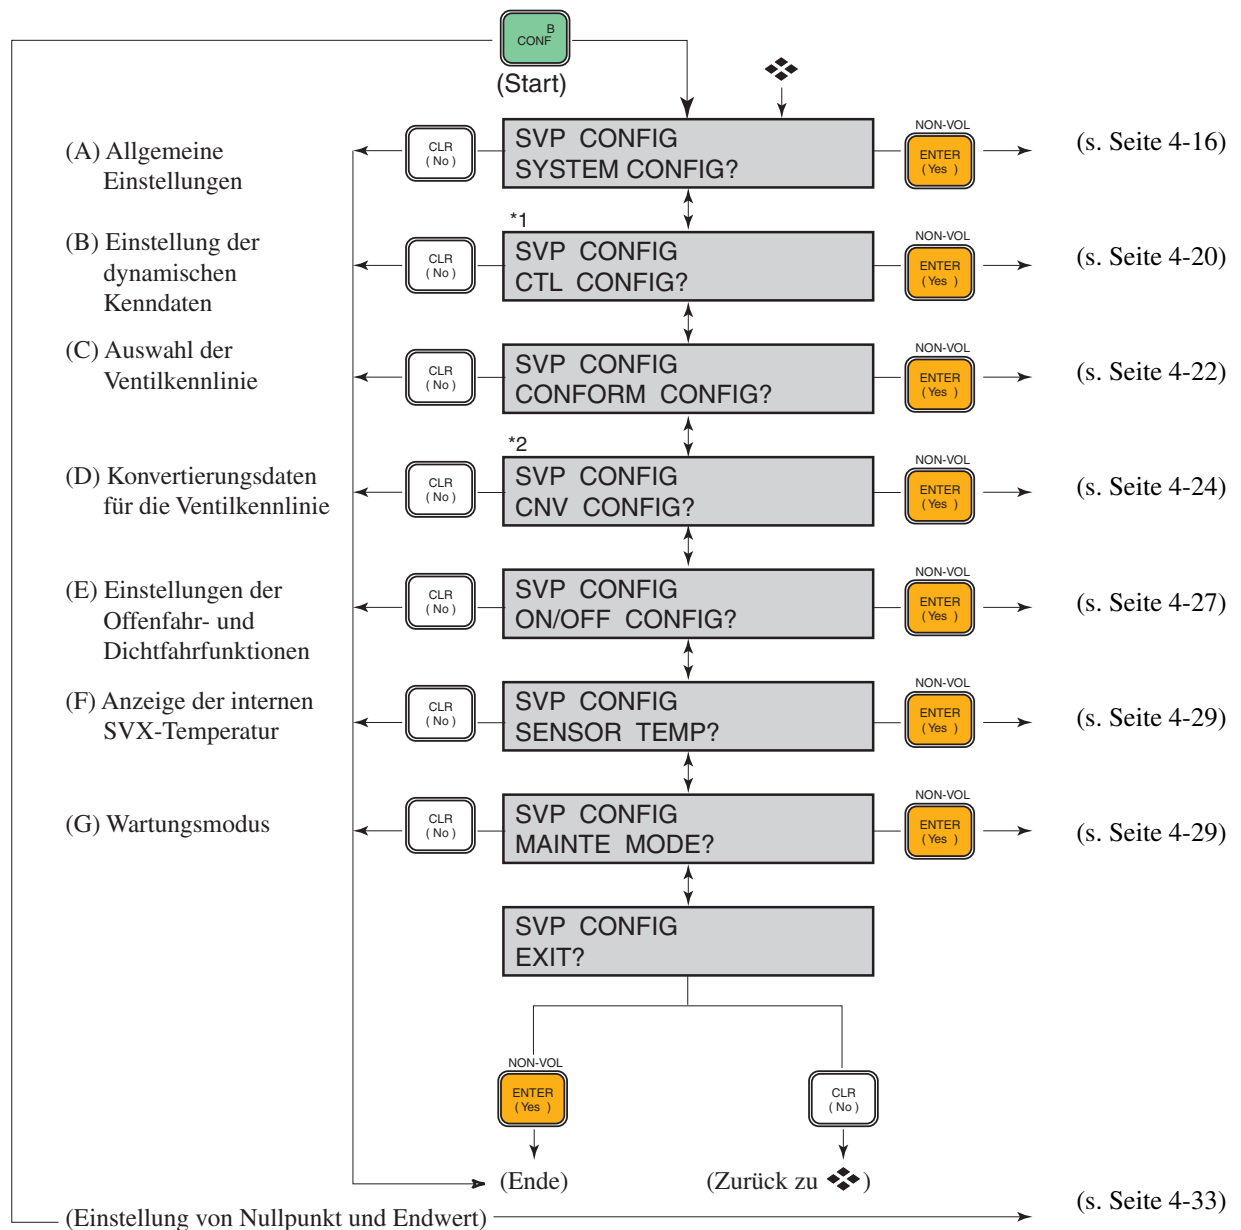 B
CONF
(Start)
(A) Allgemeine
Einstellungen
CLR
( No )
SVP CONFIG
SYSTEM CONFIG?
NON-VOL
ENTER
( Yes )
(s. Seite 4-16)
*1
(B) Einstellung der
dynamischen
Kenndaten
CLR
( No )
SVP CONFIG
CTL CONFIG?
NON-VOL
ENTER
( Yes )
(s. Seite 4-20)
(C) Auswahl der
Ventilkennlinie
CLR
( No )
SVP CONFIG
CONFORM CONFIG?
NON-VOL
ENTER
( Yes )
(s. Seite 4-22)
*2
(D) Konvertierungsdaten
für die Ventilkennlinie
CLR
( No )
SVP CONFIG
CNV CONFIG?
NON-VOL
ENTER
( Yes )
(s. Seite 4-24)
(E) Einstellungen der
Offenfahr- und
Dichtfahrfunktionen
CLR
( No )
SVP CONFIG
ON/OFF CONFIG?
NON-VOL
ENTER
( Yes )
(s. Seite 4-27)
(F) Anzeige der internen
SVX-Temperatur
CLR
( No )
SVP CONFIG
SENSOR TEMP?
NON-VOL
ENTER
( Yes )
(s. Seite 4-29)
(G) Wartungsmodus
CLR
( No )
SVP CONFIG
MAINTE MODE?
NON-VOL
ENTER
( Yes )
(s. Seite 4-29)
SVP CONFIG
EXIT?
NON-VOL
ENTER
( Yes )
CLR
( No )
(Ende)
(Zurück zu ❖)
(Einstellung von Nullpunkt und Endwert)
(s. Seite 4-33)